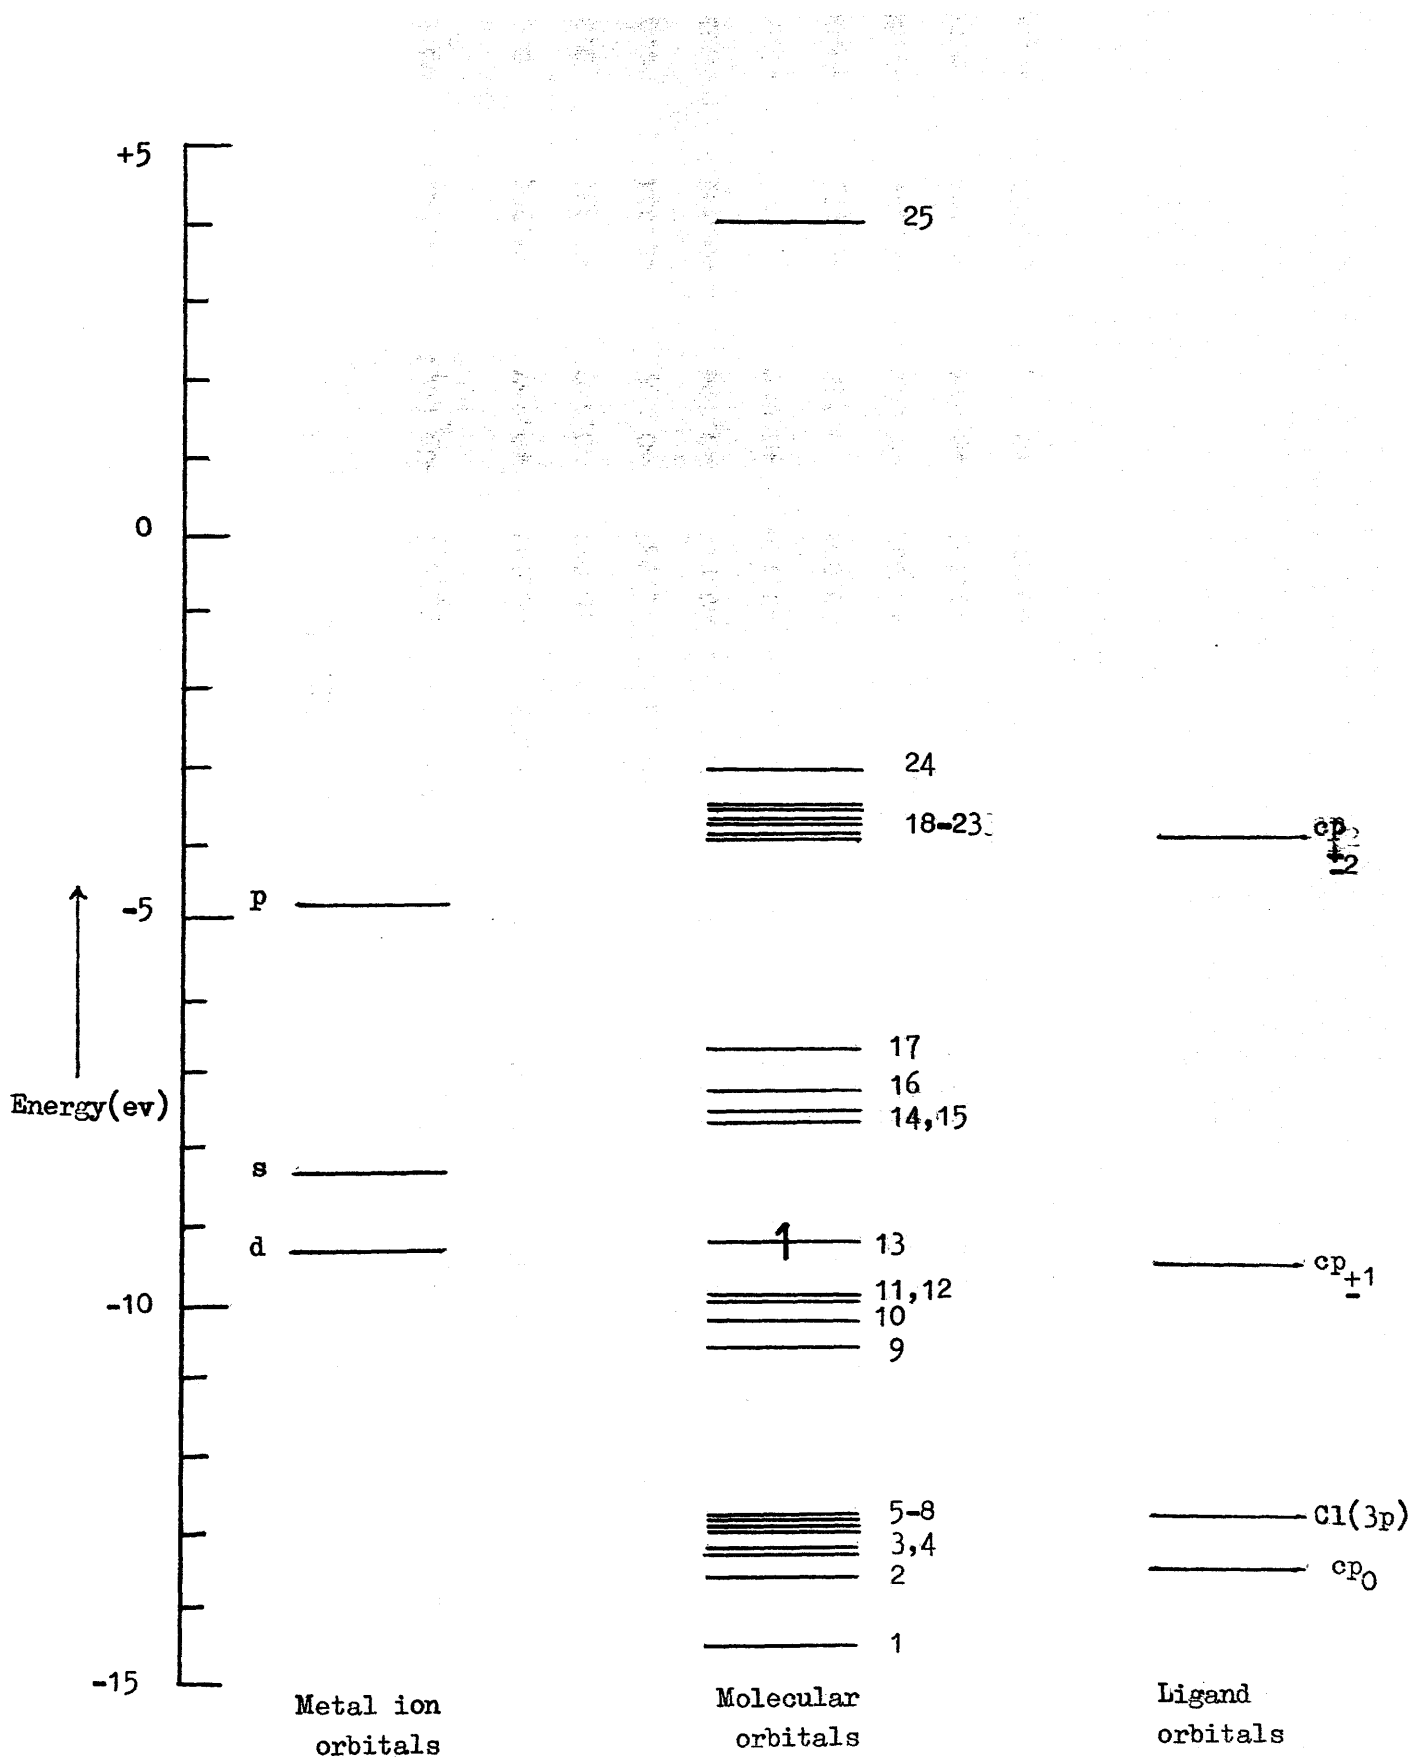 +5
25
0
24
18-23
cp
±2
p
-5
17
16
Energy(ev)
14,15
s
d
13
cp±1
11,12
-10
10
9
5-8
Cl(3p)
3,4
2
cp0
1
-15
Metal ion
orbitals
Molecular
orbitals
Ligand
orbitals